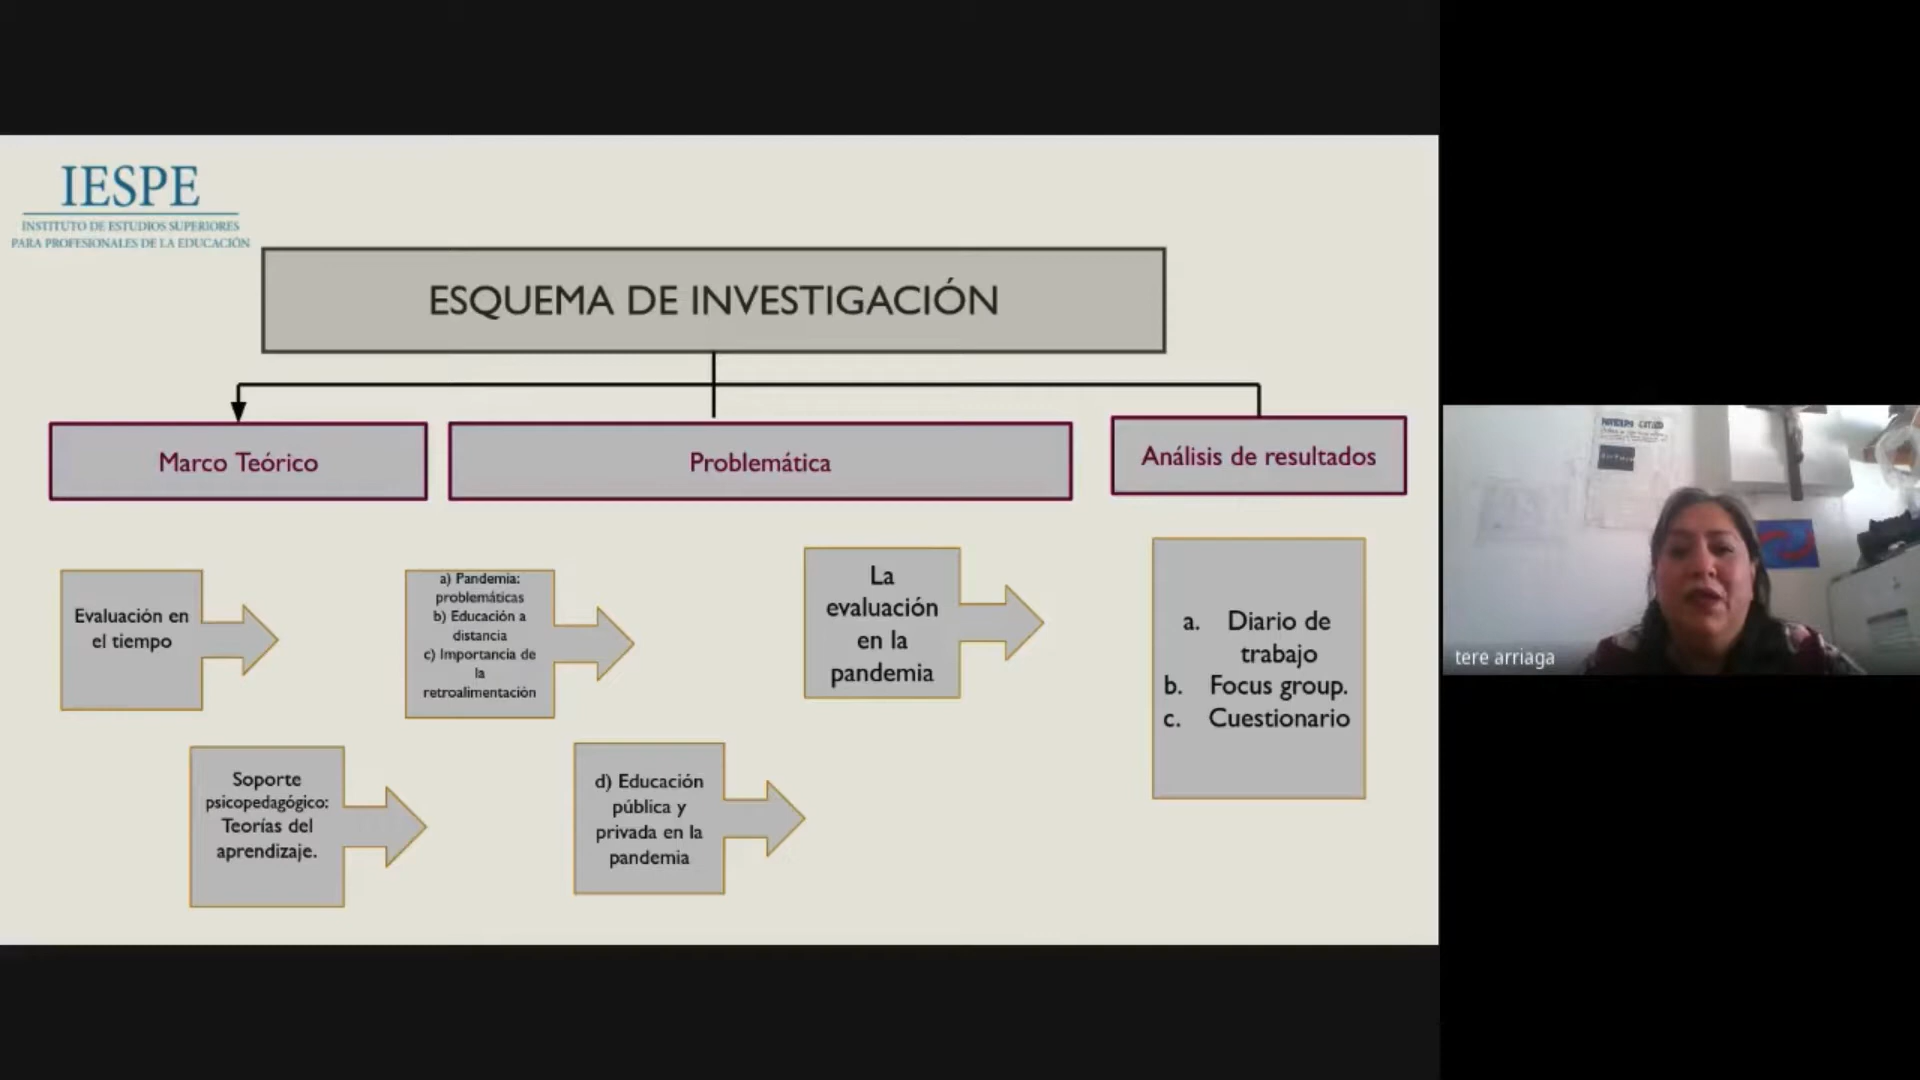 IESPE
INSTITUTO DE ESTUDIOS SUPERIORES
PARA PROFESIONALES DE LA EDUCACIÓN
ESQUEMA DE INVESTIGACIÓN
Marco Teórico
Problemática
Análisis de resultados
Evaluación en
el tiempo
a) Pandemia:
problemáticas
b) Educación a
distancia
c) Importancia de
la
retroalimentación
La
evaluación
en la
pandemia
a. Diario de
trabajo
b. Focus group.
c. Cuestionario
Soporte
psicopedagógico:
Teorías del
aprendizaje.
d) Educación
pública y
privada en la
pandemia
tere arriaga